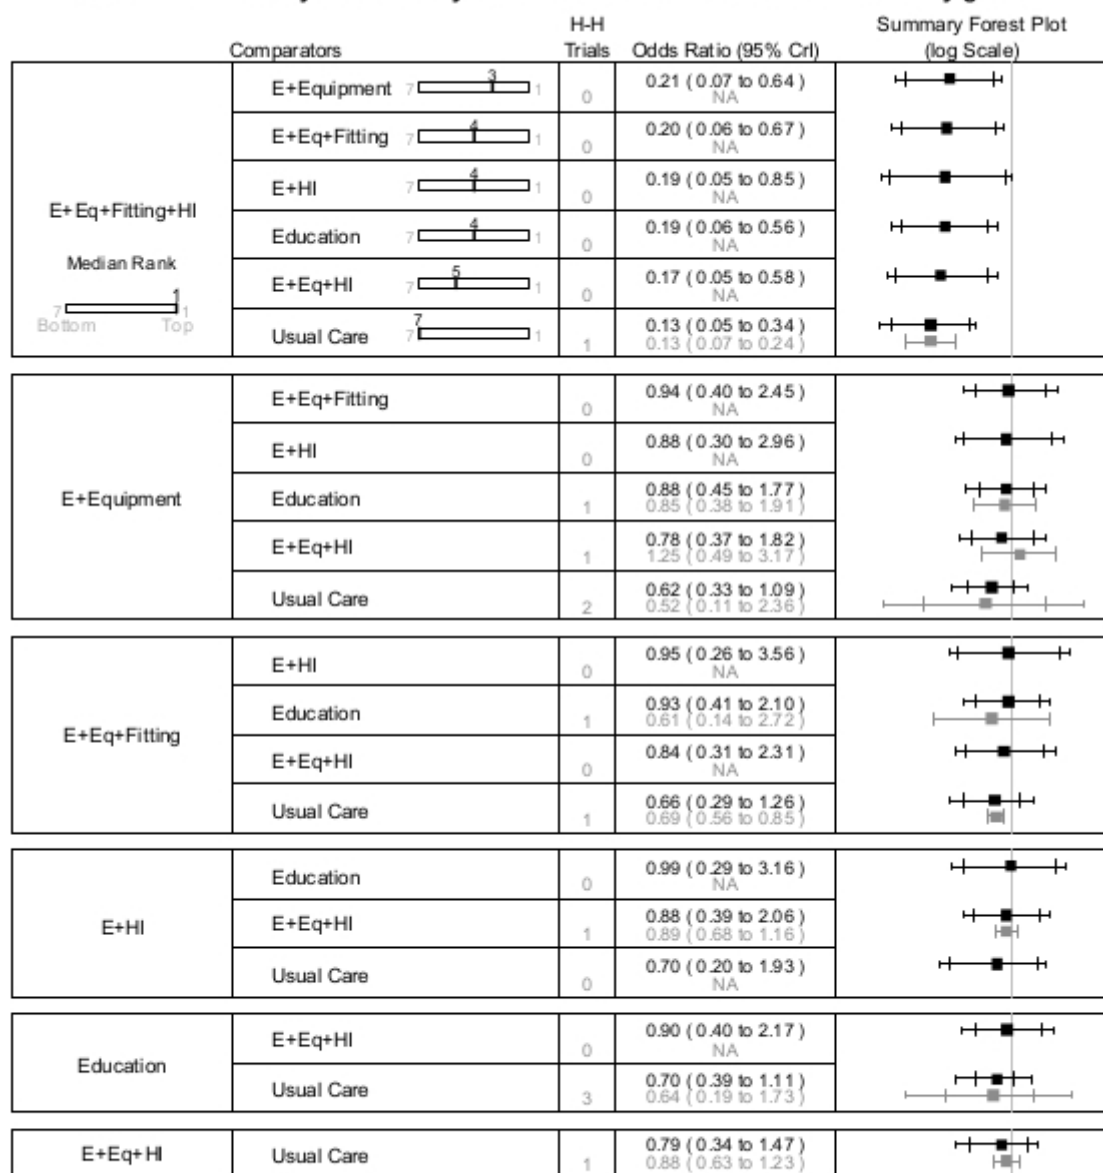 H-H
Summary Forest Plot
Comparators Trials Odds Ratio (95% CrI) (log Scale)
E+Eq+Fitting+HI
Median Rank
1
7 1
Bottom Top
E+Equipment 7 3 1 0 0.21 ( 0.07 to 0.64 )
NA
E+Eq+Fitting 7 4 1 0 0.20 ( 0.06 to 0.67 )
NA
E+HI 7 4 1 0 0.19 ( 0.05 to 0.85 )
NA
Education 7 4 1 0 0.19 ( 0.06 to 0.56 )
NA
E+Eq+HI 7 5 1 0 0.17 ( 0.05 to 0.58 )
NA
Usual Care 7 7 1 1 0.13 ( 0.05 to 0.34 )
0.13 ( 0.07 to 0.24 )
E+Equipment
E+Eq+Fitting 0 0.94 ( 0.40 to 2.45 )
NA
E+HI 0 0.88 ( 0.30 to 2.96 )
NA
Education 1 0.88 ( 0.45 to 1.77 )
0.85 ( 0.38 to 1.91 )
E+Eq+HI 1 0.78 ( 0.37 to 1.82 )
1.25 ( 0.49 to 3.17 )
Usual Care 2 0.62 ( 0.33 to 1.09 )
0.52 ( 0.11 to 2.36 )
E+Eq+Fitting
E+HI 0 0.95 ( 0.26 to 3.56 )
NA
Education 1 0.93 ( 0.41 to 2.10 )
0.61 ( 0.14 to 2.72 )
E+Eq+HI 0 0.84 ( 0.31 to 2.31 )
NA
Usual Care 1 0.66 ( 0.29 to 1.26 )
0.69 ( 0.56 to 0.85 )
E+HI
Education 0 0.99 ( 0.29 to 3.16 )
NA
E+Eq+HI 1 0.88 ( 0.39 to 2.06 )
0.89 ( 0.68 to 1.16 )
Usual Care 0 0.70 ( 0.20 to 1.93 )
NA
Education
E+Eq+HI 0 0.90 ( 0.40 to 2.17 )
NA
Usual Care 3 0.70 ( 0.39 to 1.11 )
0.64 ( 0.19 to 1.73 )
E+Eq+HI
Usual Care 1 0.79 ( 0.34 to 1.47 )
0.88 ( 0.63 to 1.23 )